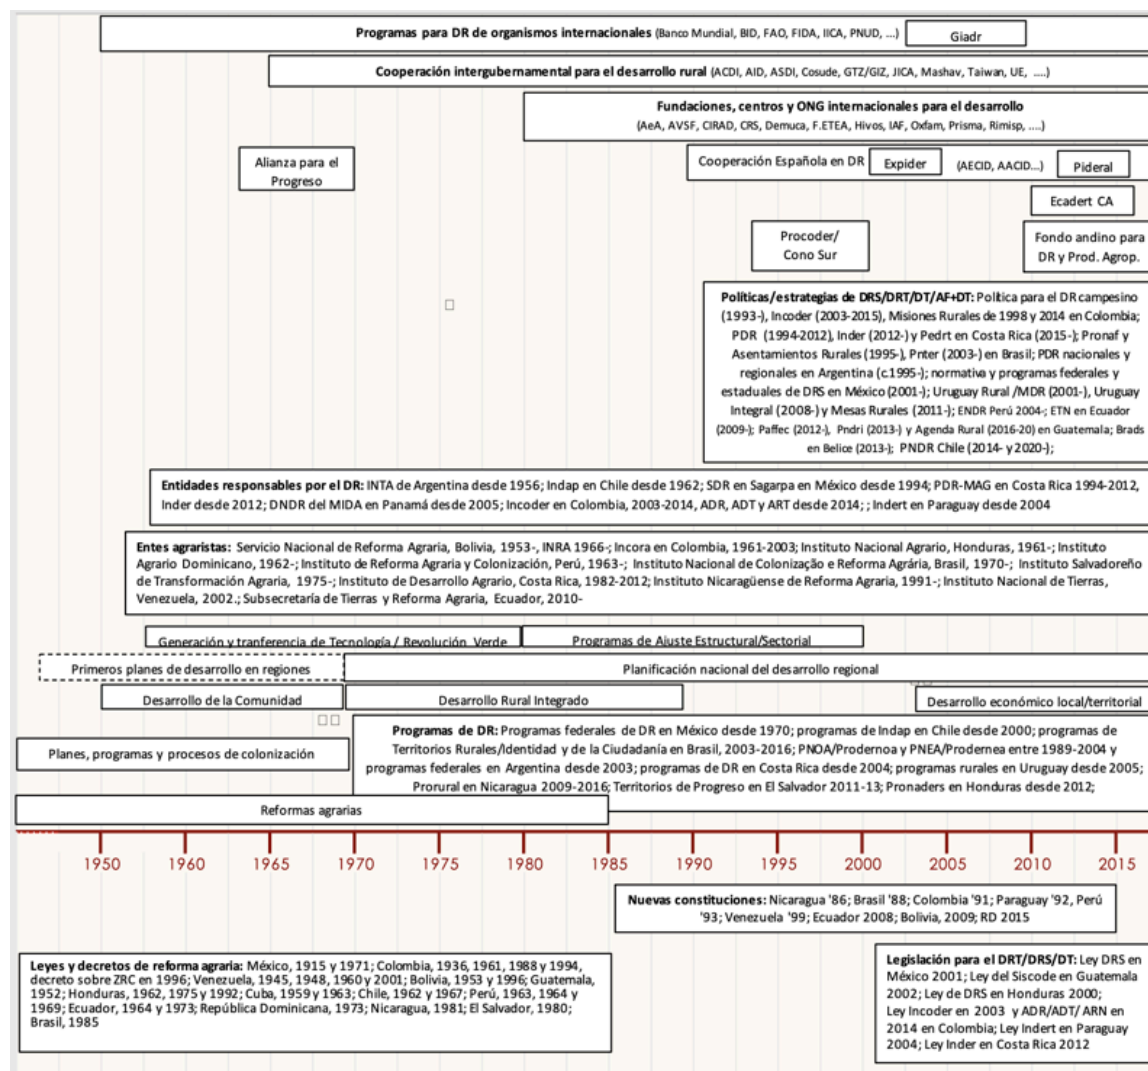 Programas para DR de organismos internacionales (Banco Mundial, BID, FAO, FIDA, IICA, PNUD, ...)
Giadr
Cooperación intergubernamental para el desarrollo rural (ACDI, AID, ASDI, Cosude, GTZ/GIZ, JICA, Mashav, Taiwan, UE, ....)
Fundaciones, centros y ONG internacionales para el desarrollo
(AeA, AVSF, CIRAD, CRS, Demuca, F.ETEA, Hivos, IAF, Oxfam, Prisma, Rimisp, ....)
Alianza para el
Progreso
Cooperación Española en DR
Expider
(AECID, AACID...)
Pideral
Ecadert CA
Procoder/
Cono Sur
Fondo andino para
DR y Prod. Agrop.
Políticas/estrategias de DRS/DRT/DT/AF+DT: Política para el DR campesino
(1993-), Incoder (2003-2015), Misiones Rurales de 1998 y 2014 en Colombia;
PDR (1994-2012), Inder (2012-) y Pedrt en Costa Rica (2015-); Pronaf y
Asentamientos Rurales (1995-), Pnter (2003-) en Brasil; PDR nacionales y
regionales en Argentina (c.1995-); normativa y programas federales y
estaduales de DRS en México (2001-); Uruguay Rural /MDR (2001-), Uruguay
Integral (2008-) y Mesas Rurales (2011-); ENDR Perú 2004-; ETN en Ecuador
(2009-); Paffec (2012-), Pndri (2013-) y Agenda Rural (2016-20) en Guatemala; Brads
en Belice (2013-); PNDR Chile (2014- y 2020-);
Entidades responsables por el DR: INTA de Argentina desde 1956; Indap en Chile desde 1962; SDR en Sagarpa en México desde 1994; PDR-MAG en Costa Rica 1994-2012,
Inder desde 2012; DNDR del MIDA en Panamá desde 2005; Incoder en Colombia, 2003-2014, ADR, ADT y ART desde 2014; ; Indert en Paraguay desde 2004
Entes agraristas: Servicio Nacional de Reforma Agraria, Bolivia, 1953-, INRA 1966-; Incora en Colombia, 1961-2003; Instituto Nacional Agrario, Honduras, 1961-; Instituto
Agrario Dominicano, 1962-; Instituto de Reforma Agraria y Colonización, Perú, 1963-; Instituto Nacional de Colonização e Reforma Agrária, Brasil, 1970-; Instituto Salvadoreño
de Transformación Agraria, 1975-; Instituto de Desarrollo Agrario, Costa Rica, 1982-2012; Instituto Nicaragüense de Reforma Agraria, 1991-; Instituto Nacional de Tierras,
Venezuela, 2002.; Subsecretaría de Tierras y Reforma Agraria, Ecuador, 2010-
Generación y tranferencia de Tecnología / Revolución Verde
Programas de Ajuste Estructural/Sectorial
Primeros planes de desarrollo en regiones
Planificación nacional del desarrollo regional
Desarrollo de la Comunidad
Desarrollo Rural Integrado
Desarrollo económico local/territorial
Planes, programas y procesos de colonización
Programas de DR: Programas federales de DR en México desde 1970; programas de Indap en Chile desde 2000; programas de
Territorios Rurales/Identidad y de la Ciudadanía en Brasil, 2003-2016; PNOA/Prodernoa y PNEA/Prodernea entre 1989-2004 y
programas federales en Argentina desde 2003; programas de DR en Costa Rica desde 2004; programas rurales en Uruguay desde 2005;
Prorural en Nicaragua 2009-2016; Territorios de Progreso en El Salvador 2011-13; Pronaders en Honduras desde 2012;
Reformas agrarias
1950 1960 1965 1970 1975 1980 1985 1990 1995 2000 2005 2010 2015
Nuevas constituciones: Nicaragua '86; Brasil '88; Colombia '91; Paraguay '92, Perú
'93; Venezuela '99; Ecuador 2008; Bolivia, 2009; RD 2015
Leyes y decretos de reforma agraria: México, 1915 y 1971; Colombia, 1936, 1961, 1988 y 1994,
decreto sobre ZRC en 1996; Venezuela, 1945, 1948, 1960 y 2001; Bolivia, 1953 y 1996; Guatemala,
1952; Honduras, 1962, 1975 y 1992; Cuba, 1959 y 1963; Chile, 1962 y 1967; Perú, 1963, 1964 y
1969; Ecuador, 1964 y 1973; República Dominicana, 1973; Nicaragua, 1981; El Salvador, 1980;
Brasil, 1985
Legislación para el DRT/DRS/DT: Ley DRS en
México 2001; Ley del Siscode en Guatemala
2002; Ley de DRS en Honduras 2000;
Ley Incoder en 2003 y ADR/ADT/ ARN en
2014 en Colombia; Ley Indert en Paraguay
2004; Ley Inder en Costa Rica 2012